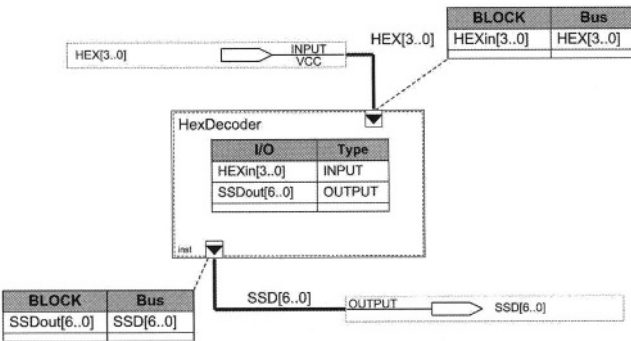 BLOCK Bus
HEXin[3..0] HEX[3..0]
HEX[3..0]
HEX[3..0]
INPUT
VCC
HexDecoder
I/O Type
HEXin[3..0] INPUT
SSDout[6..0] OUTPUT
inst
BLOCK Bus
SSDout[6..0] SSD[6..0]
SSD[6..0]
OUTPUT
SSD[6..0]